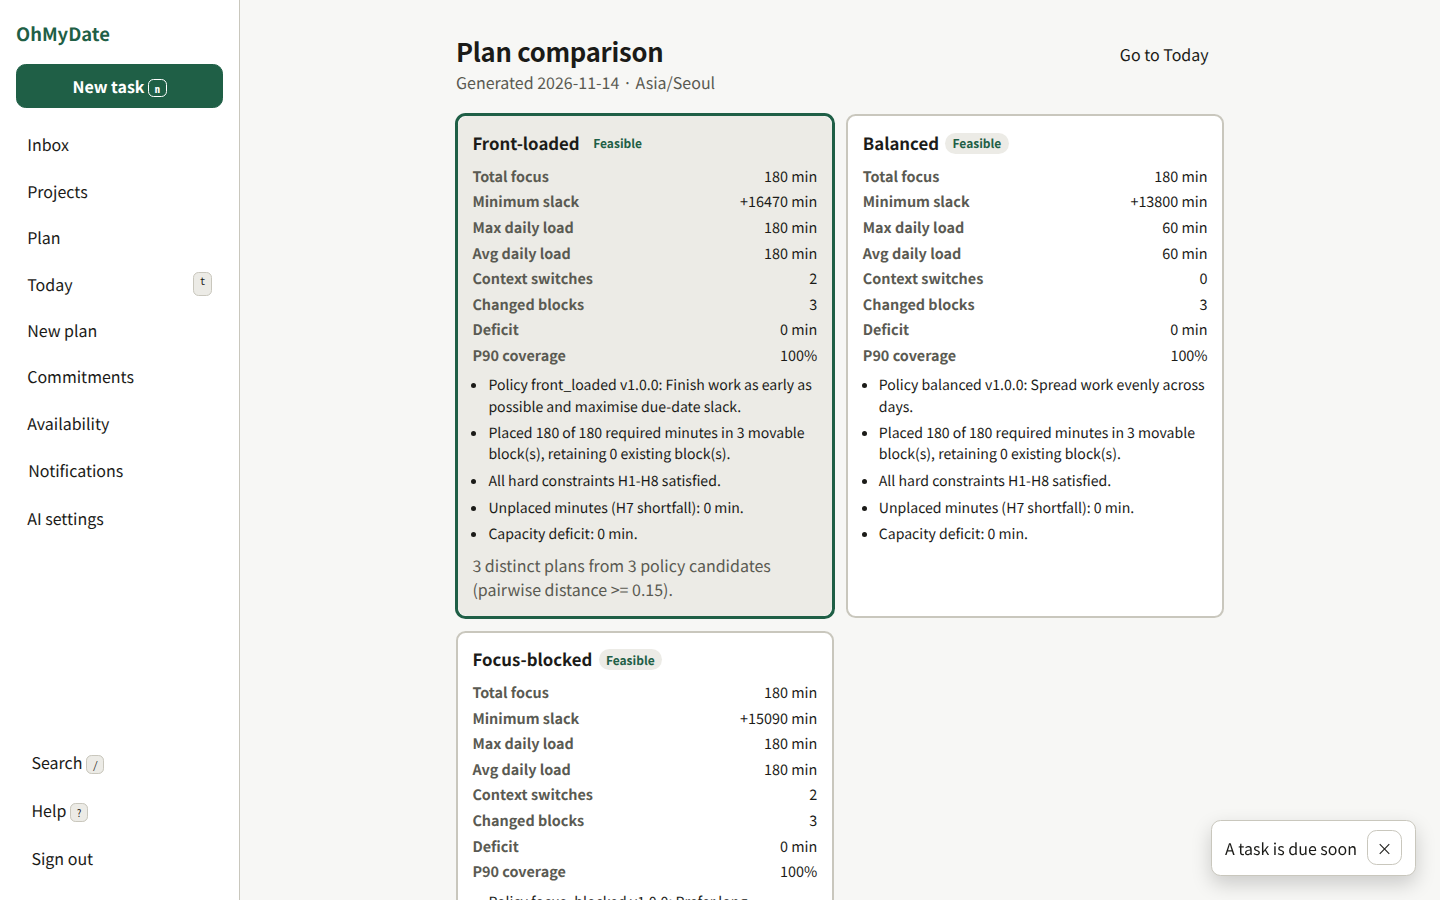 OhMyDate
New task n
Inbox
Projects
Plan
Today t
New plan
Commitments
Availability
Notifications
AI settings
Search /
Help ?
Sign out
Plan comparison
Go to Today
Generated 2026-11-14 · Asia/Seoul
Front-loaded Feasible
Total focus 180 min
Minimum slack +16470 min
Max daily load 180 min
Avg daily load 180 min
Context switches 2
Changed blocks 3
Deficit 0 min
P90 coverage 100%
• Policy front_loaded v1.0.0: Finish work as early as
possible and maximise due-date slack.
• Placed 180 of 180 required minutes in 3 movable
block(s), retaining 0 existing block(s).
• All hard constraints H1-H8 satisfied.
• Unplaced minutes (H7 shortfall): 0 min.
• Capacity deficit: 0 min.
3 distinct plans from 3 policy candidates
(pairwise distance >= 0.15).
Balanced Feasible
Total focus 180 min
Minimum slack +13800 min
Max daily load 60 min
Avg daily load 60 min
Context switches 0
Changed blocks 3
Deficit 0 min
P90 coverage 100%
• Policy balanced v1.0.0: Spread work evenly across
days.
• Placed 180 of 180 required minutes in 3 movable
block(s), retaining 0 existing block(s).
• All hard constraints H1-H8 satisfied.
• Unplaced minutes (H7 shortfall): 0 min.
• Capacity deficit: 0 min.
Focus-blocked Feasible
Total focus 180 min
Minimum slack +15090 min
Max daily load 180 min
Avg daily load 180 min
Context switches 2
Changed blocks 3
Deficit 0 min
P90 coverage 100%
Policy focus_blocked v1.0.0: Prefer long
A task is due soon